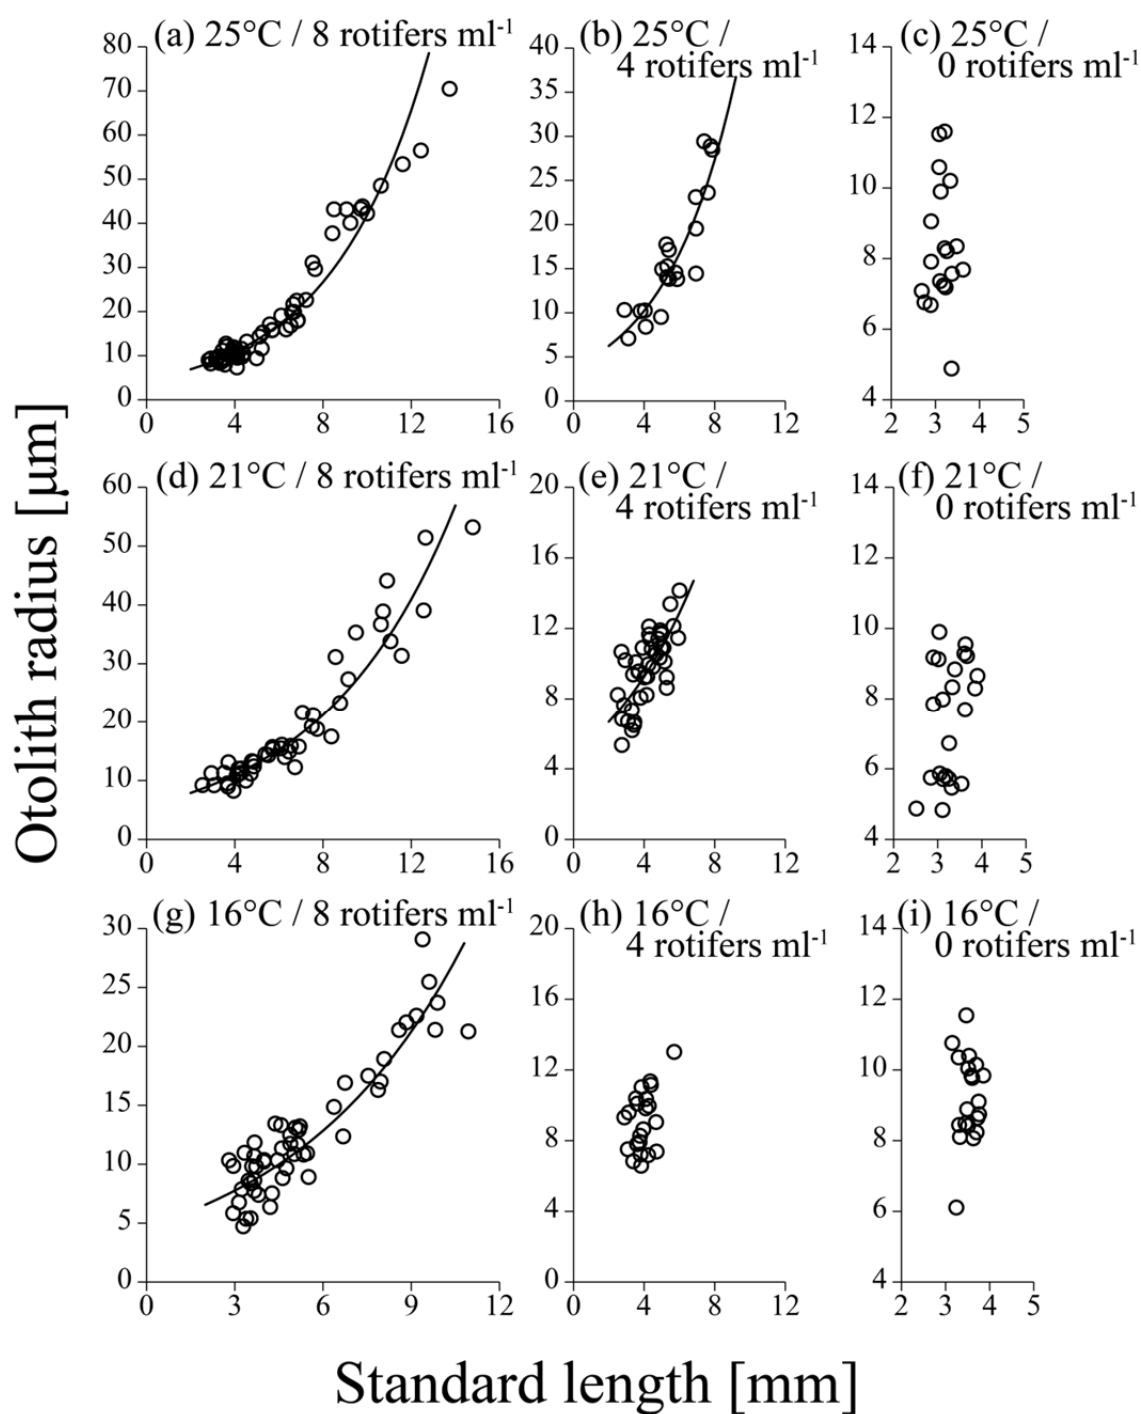 (a) 25°C / 8 rotifers ml-1
80
70
60
50
40
30
20
10
0
0 4 8 12 16
(b) 25°C /
4 rotifers ml-1
40
35
30
25
20
15
10
5
0
0 4 8 12
(c) 25°C /
0 rotifers ml-1
14
12
10
8
6
4
2 3 4 5
Otolith radius [µm]
(d) 21°C / 8 rotifers ml-1
60
50
40
30
20
10
0
0 4 8 12 16
(e) 21°C /
4 rotifers ml-1
20
16
12
8
4
0
0 4 8 12
(f) 21°C /
0 rotifers ml-1
14
12
10
8
6
4
2 3 4 5
(g) 16°C / 8 rotifers ml-1
30
25
20
15
10
5
0
0 3 6 9 12
(h) 16°C /
4 rotifers ml-1
20
16
12
8
4
0
0 4 8 12
(i) 16°C /
0 rotifers ml-1
14
12
10
8
6
4
2 3 4 5
Standard length [mm]